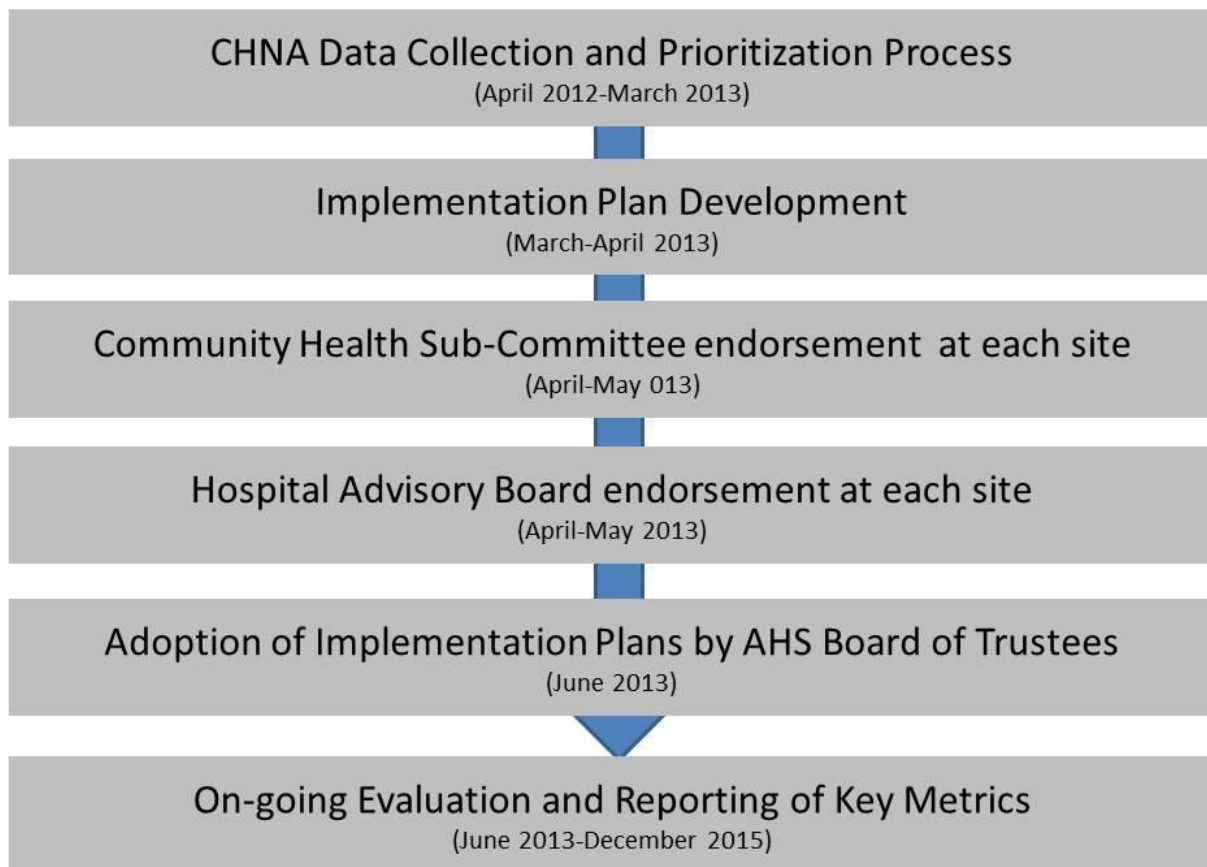 CHNA Data Collection and Prioritization Process
(April 2012-March 2013)
Implementation Plan Development
(March-April 2013)
Community Health Sub-Committee endorsement at each site
(April-May 013)
Hospital Advisory Board endorsement at each site
(April-May 2013)
Adoption of Implementation Plans by AHS Board of Trustees
(June 2013)
On-going Evaluation and Reporting of Key Metrics
(June 2013-December 2015)